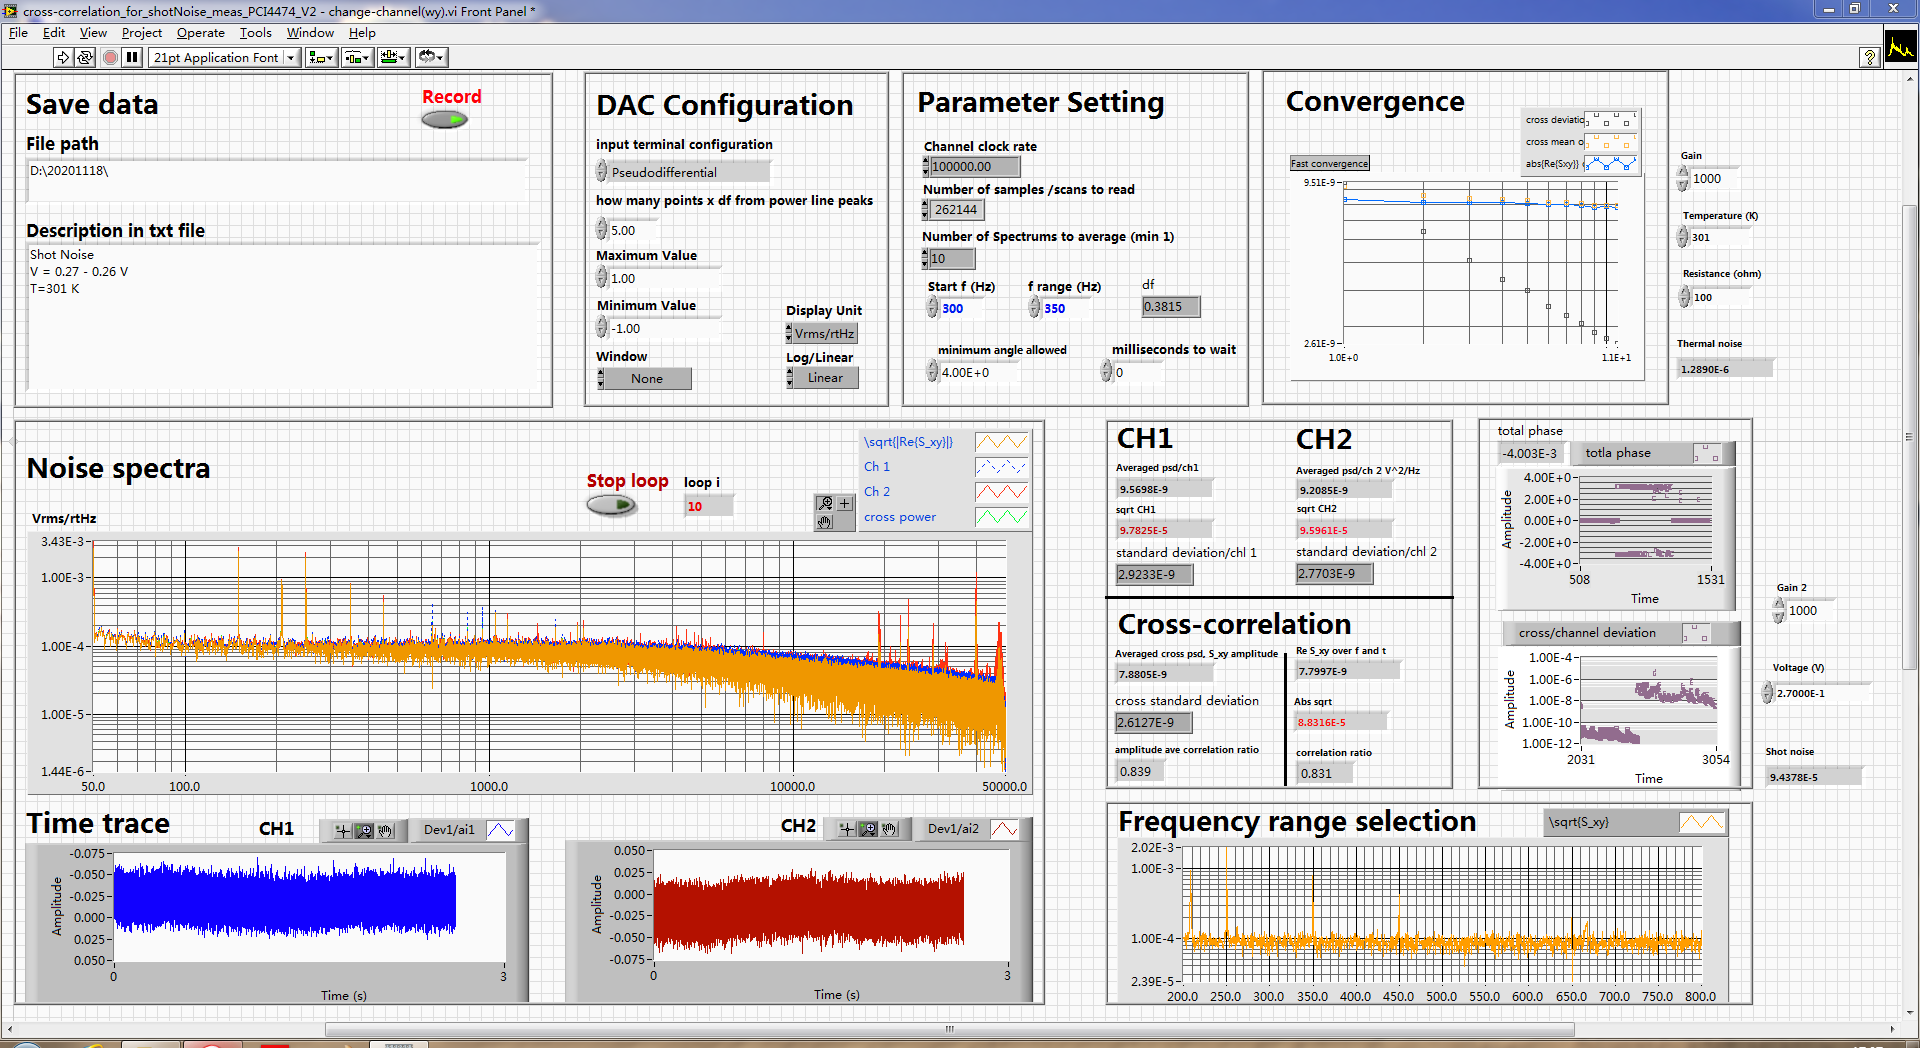 cross-correlation_for_shotNoise_meas_PCI4474_V2 - change-channel(wy).vi Front Panel *
File Edit View Project Operate Tools Window Help
21pt Application Font
Save data
Record
File path
D:\20201118\
Description in txt file
Shot Noise
V = 0.27 - 0.26 V
T=301 K
DAC Configuration
input terminal configuration
Pseudodifferential
how many points x df from power line peaks
5.00
Maximum Value
1.00
Minimum Value
-1.00
Display Unit
Vrms/rtHz
Window
None
Log/Linear
Linear
Parameter Setting
Channel clock rate
100000.00
Number of samples /scans to read
262144
Number of Spectrums to average (min 1)
10
Start f (Hz)
300
f range (Hz)
350
df
0.3815
minimum angle allowed
4.00E+0
milliseconds to wait
0
Convergence
cross deviatio
cross mean o
abs{Re{Sxy}}
Fast convergence
9.51E-9
2.61E-9
1.0E+0
1.1E+1
Gain
1000
Temperature (K)
301
Resistance (ohm)
100
Thermal noise
1.2890E-6
Noise spectra
Stop loop
loop i
10
\sqrt{|Re{S_xy}|}
Ch 1
Ch 2
cross power
Vrms/rtHz
3.43E-3
1.00E-3
1.00E-4
1.00E-5
1.44E-6
50.0
100.0
1000.0
10000.0
50000.0
CH1
Averaged psd/ch1
9.5698E-9
sqrt CH1
9.7825E-5
standard deviation/chl 1
2.9233E-9
CH2
Averaged psd/ch 2 V^2/Hz
9.2085E-9
sqrt CH2
9.5961E-5
standard deviation/chl 2
2.7703E-9
Cross-correlation
Averaged cross psd, S_xy amplitude
7.8805E-9
cross standard deviation
2.6127E-9
amplitude ave correlation ratio
0.839
Re S_xy over f and t
7.7997E-9
Abs sqrt
8.8316E-5
correlation ratio
0.831
total phase
-4.003E-3
totla phase
Amplitude
4.00E+0
2.00E+0
0.00E+0
-2.00E+0
-4.00E+0
508
1531
Time
cross/channel deviation
Amplitude
1.00E-4
1.00E-6
1.00E-8
1.00E-10
1.00E-12
2031
3054
Time
Gain 2
1000
Voltage (V)
2.7000E-1
Shot noise
9.4378E-5
Time trace
CH1
Dev1/ai1
Amplitude
-0.075
-0.050
-0.025
0.000
0.025
0.050
0
3
Time (s)
CH2
Dev1/ai2
Amplitude
0.050
0.025
0.000
-0.025
-0.050
-0.075
0
3
Time (s)
Frequency range selection
\sqrt{S_xy}
2.02E-3
1.00E-3
1.00E-4
2.39E-5
200.0 250.0 300.0 350.0 400.0 450.0 500.0 550.0 600.0 650.0 700.0 750.0 800.0